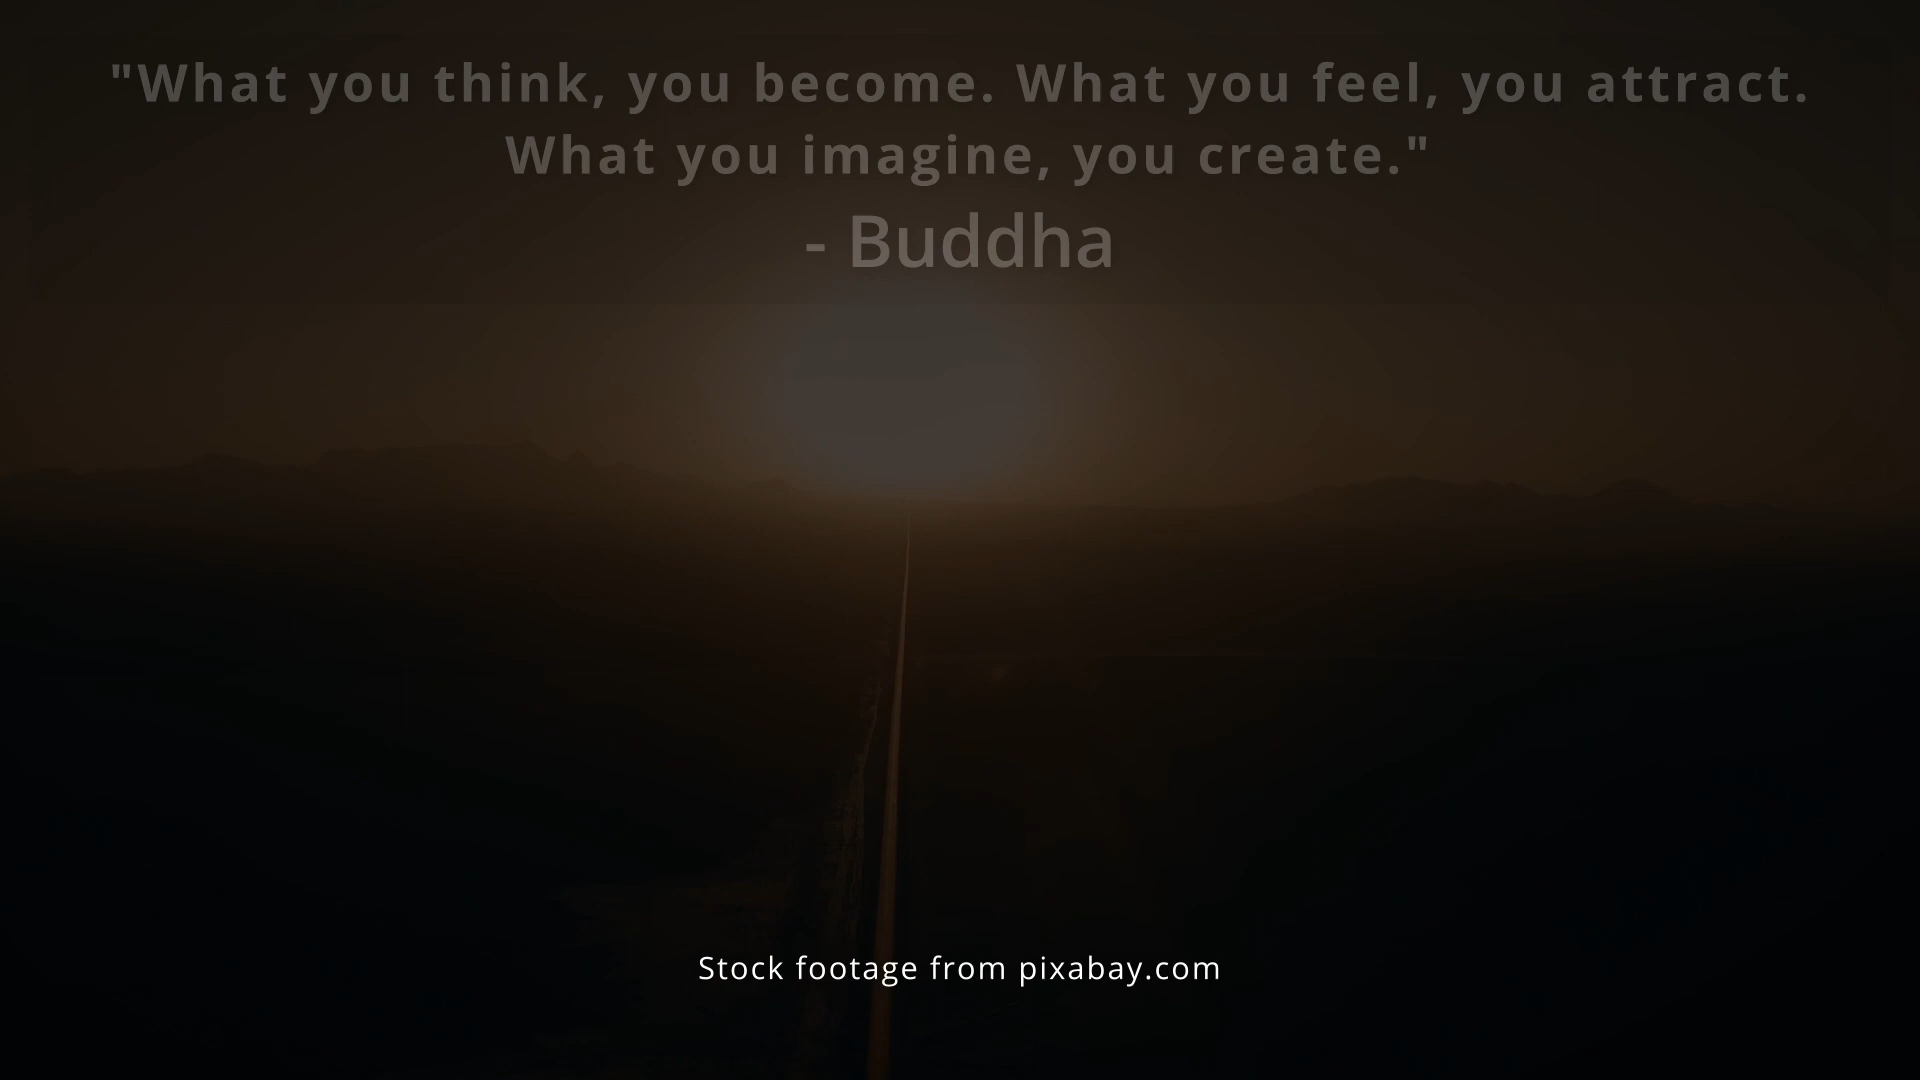 "What you think, you become. What you feel, you attract.
What you imagine, you create."
- Buddha
Stock footage from pixabay.com